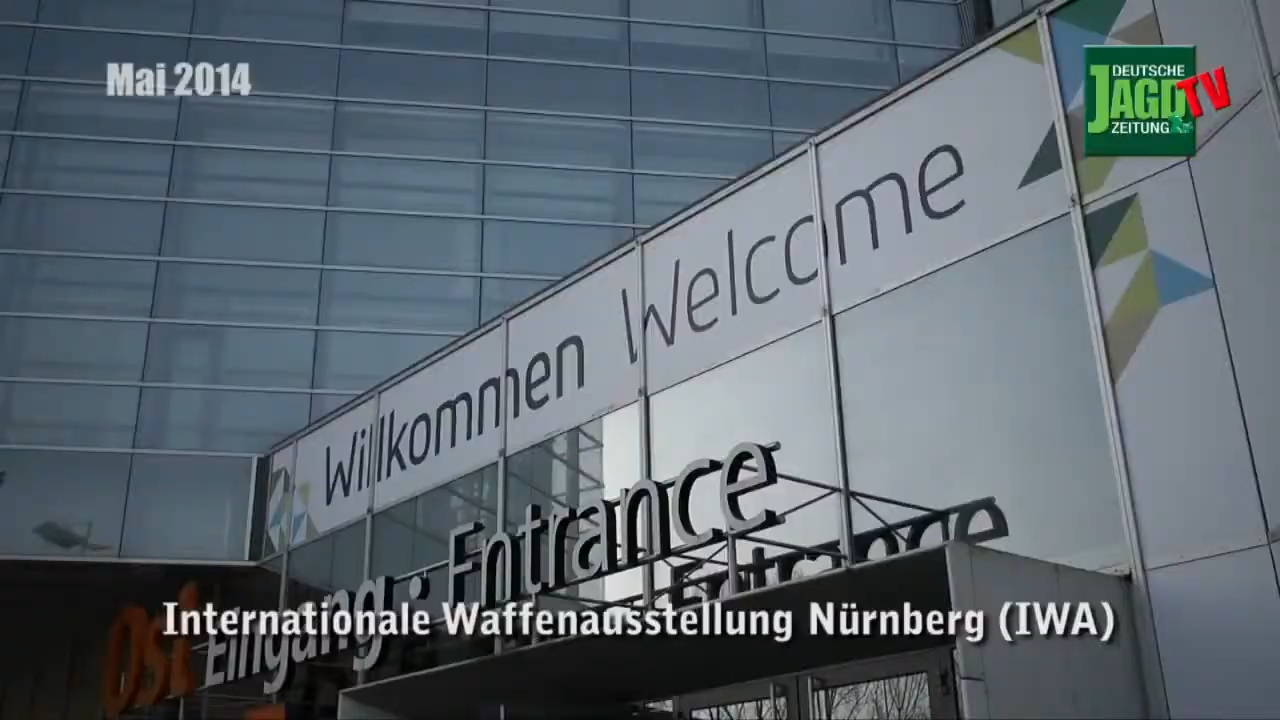 Mai 2014
DEUTSCHE
JAGD TV
ZEITUNG
Willkommen Welcome
Ost Eingang · Entrance
Internationale Waffenausstellung Nürnberg (IWA)